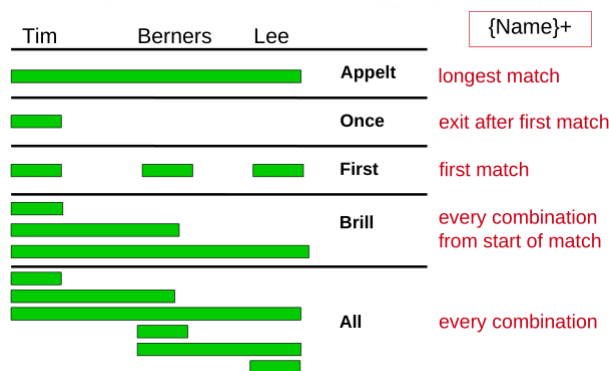 {Name}+
Tim Berners Lee
Appelt longest match
Once exit after first match
First first match
Brill every combination
from start of match
All every combination